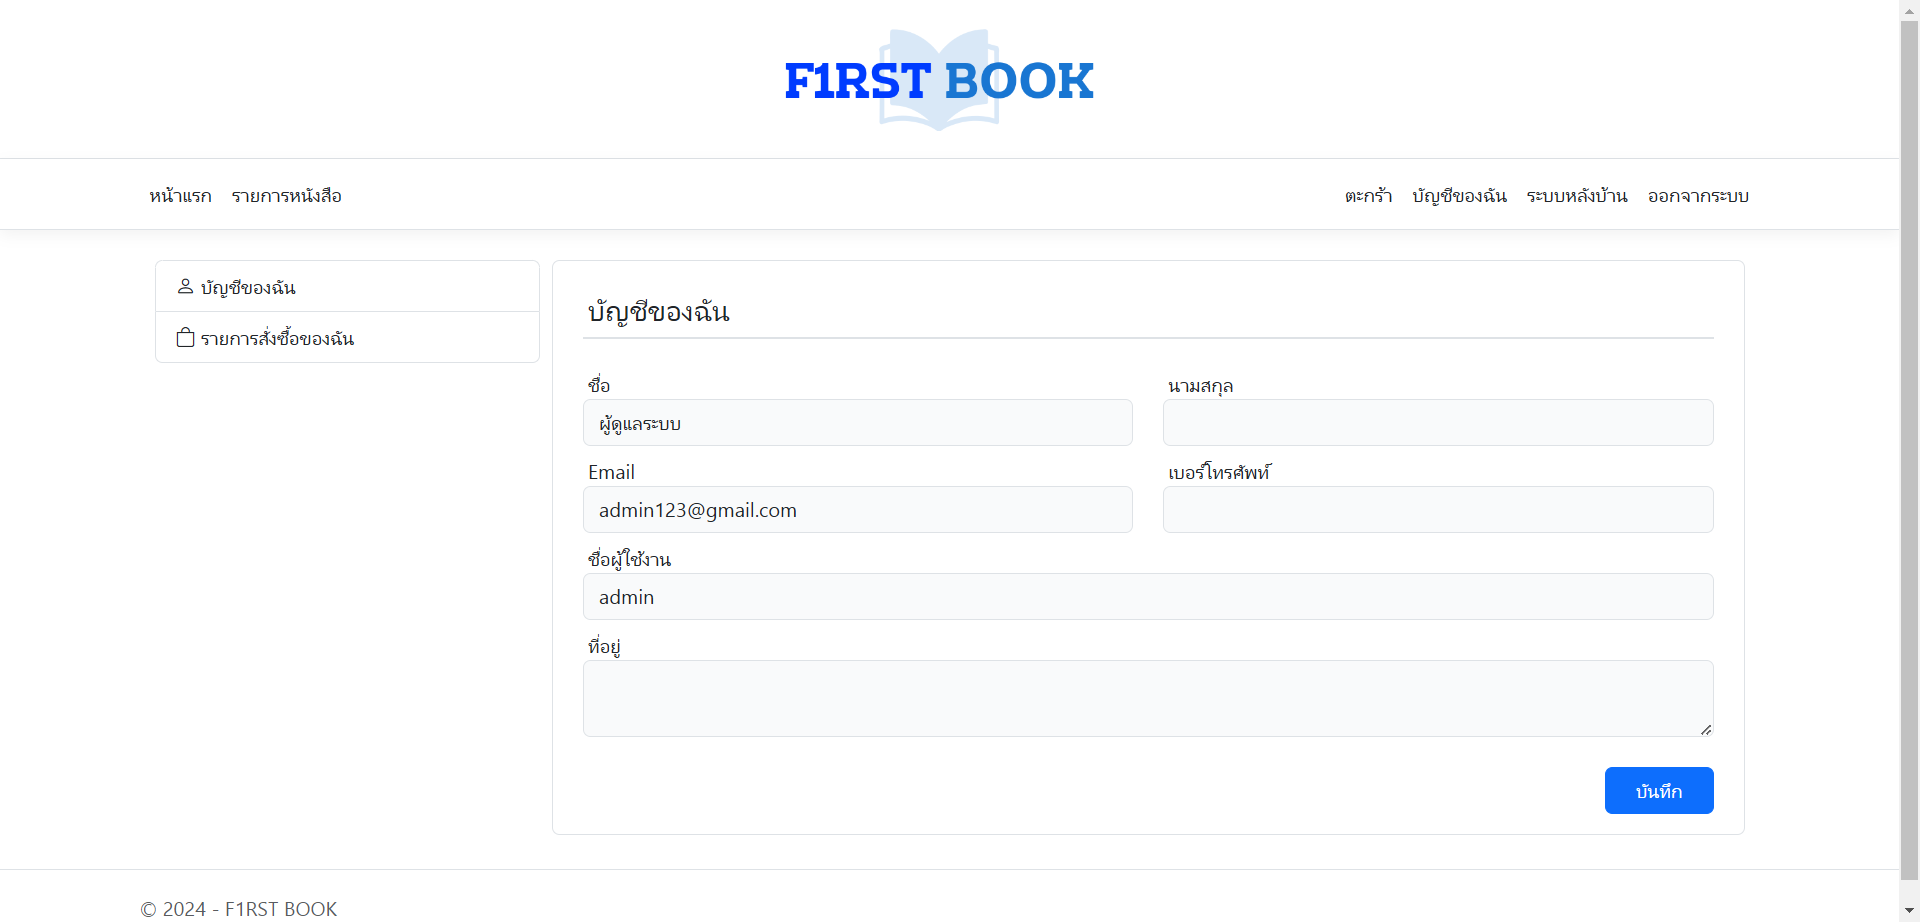 F1RST BOOK
หน้าแรก รายการหนังสือ ตะกร้า บัญชีของฉัน ระบบหลังบ้าน ออกจากระบบ
บัญชีของฉัน
รายการสั่งซื้อของฉัน
บัญชีของฉัน
ชื่อ นามสกุล
ผู้ดูแลระบบ
Email เบอร์โทรศัพท์
admin123@gmail.com
ชื่อผู้ใช้งาน
admin
ที่อยู่
บันทึก
© 2024 - F1RST BOOK